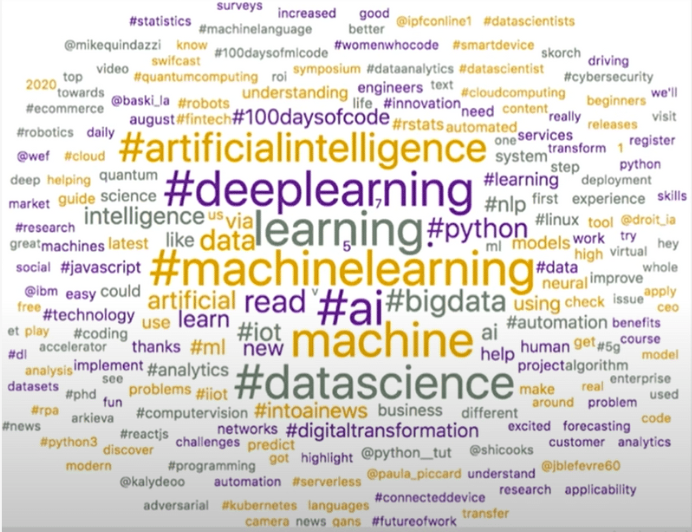 surveys increased good
#statistics @ipfconline1 #datascientists
#machinelanguage better
@mikequindazzi know #100daysofmlcode #womenwhocode #smartdevice skorch
swifcast driving
top video #quantumcomputing roi symposium #dataanalytics #datascientist #cybersecurity
2020 towards understanding engineers text #cloudcomputing we'll
@baski_la #robots life #innovation need content beginners
#ecommerce august #fintech #100daysofcode really releases visit
#robotics daily #rstats automated one services transform 1 register
@wef #cloud #artificialintelligence system step python
deep helping quantum #deeplearning 7 #learning deployment
market guide science #nlp first experience skills
#research intelligence us via learning. #python #linux tool @droit_ia
great machines latest like data 5 ml models work try hey
high virtual
social #javascript #machinelearning #data improve whole
@ibm easy could neural apply
free artificial read v #ai #bigdata using check issue ceo
#technology use learn #automation benefits
et play #coding #iot machine ai get #5g course
#dl accelerator thanks #ml new help human model
analysis implement #analytics project algorithm
datasets see #datascience enterprise
#phd fun problems #iiot make real used
#rpa arkieva #computervision #intoainews business different around problem code
#news #reactjs networks #digitaltransformation excited forecasting
#python3 discover challenges predict customer analytics
modern got highlight @python__tut @shicooks
#programming @paula_piccard understand @jblefevre60
@kalydeoo automation #serverless
#connecteddevice research applicability
adversarial #kubernetes languages transfer
camera news gans #futureofwork